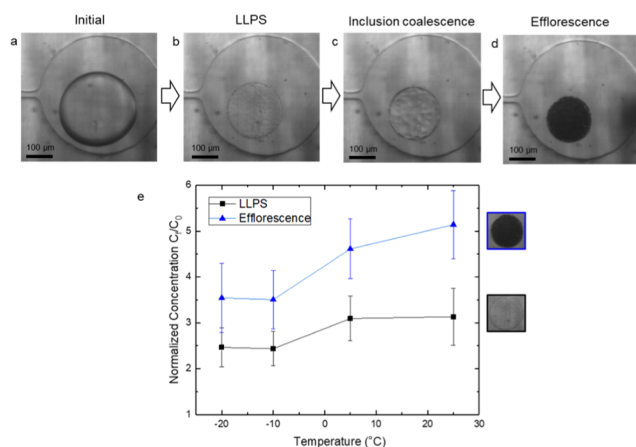 Initial
LLPS
Inclusion coalescence
Efflorescence
a
b
c
d
100 µm
100 µm
100 µm
100 µm
e
LLPS
Efflorescence
6
5
4
3
2
1
-20
-10
0
10
20
30
Normalized Concentration Cf/C0
Temperature (°C)